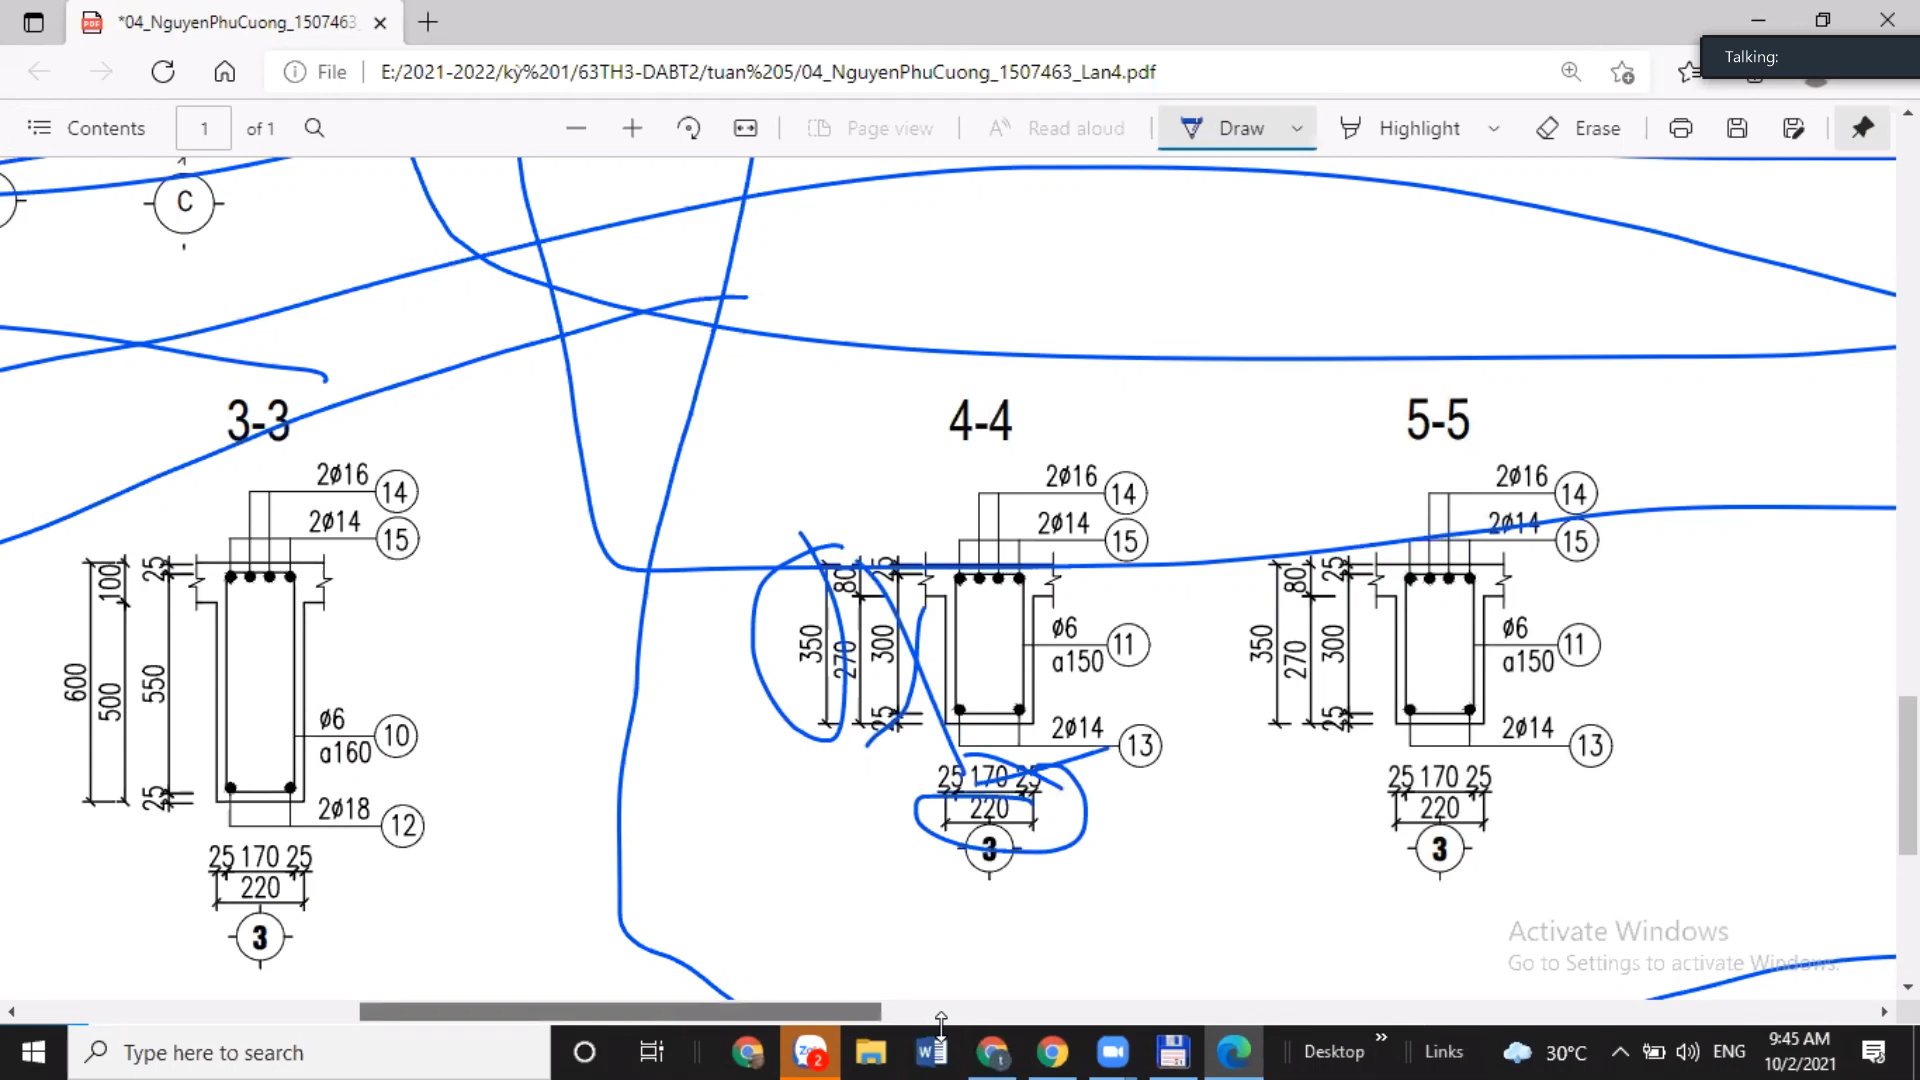 *04_NguyenPhuCuong_1507463_
Talking:
File
E:/2021-2022/kỳ%201/63TH3-DABT2/tuan%205/04_NguyenPhuCuong_1507463_Lan4.pdf
Contents
1
of 1
Page view
Read aloud
Draw
Highlight
Erase
C
3-3
2ø16
14
2ø14
15
25
100
600
500
550
25
ø6
a160
10
2ø18
12
25 170 25
220
3
4-4
2ø16
14
2ø14
15
25
80
350
270
300
25
ø6
a150
11
2ø14
13
25 170 25
220
3
5-5
2ø16
14
2ø14
15
25
80
350
270
300
25
ø6
a150
11
2ø14
13
25 170 25
220
3
Activate Windows
Go to Settings to activate Windows.
Type here to search
2
Desktop
Links
30°C
ENG
9:45 AM
10/2/2021